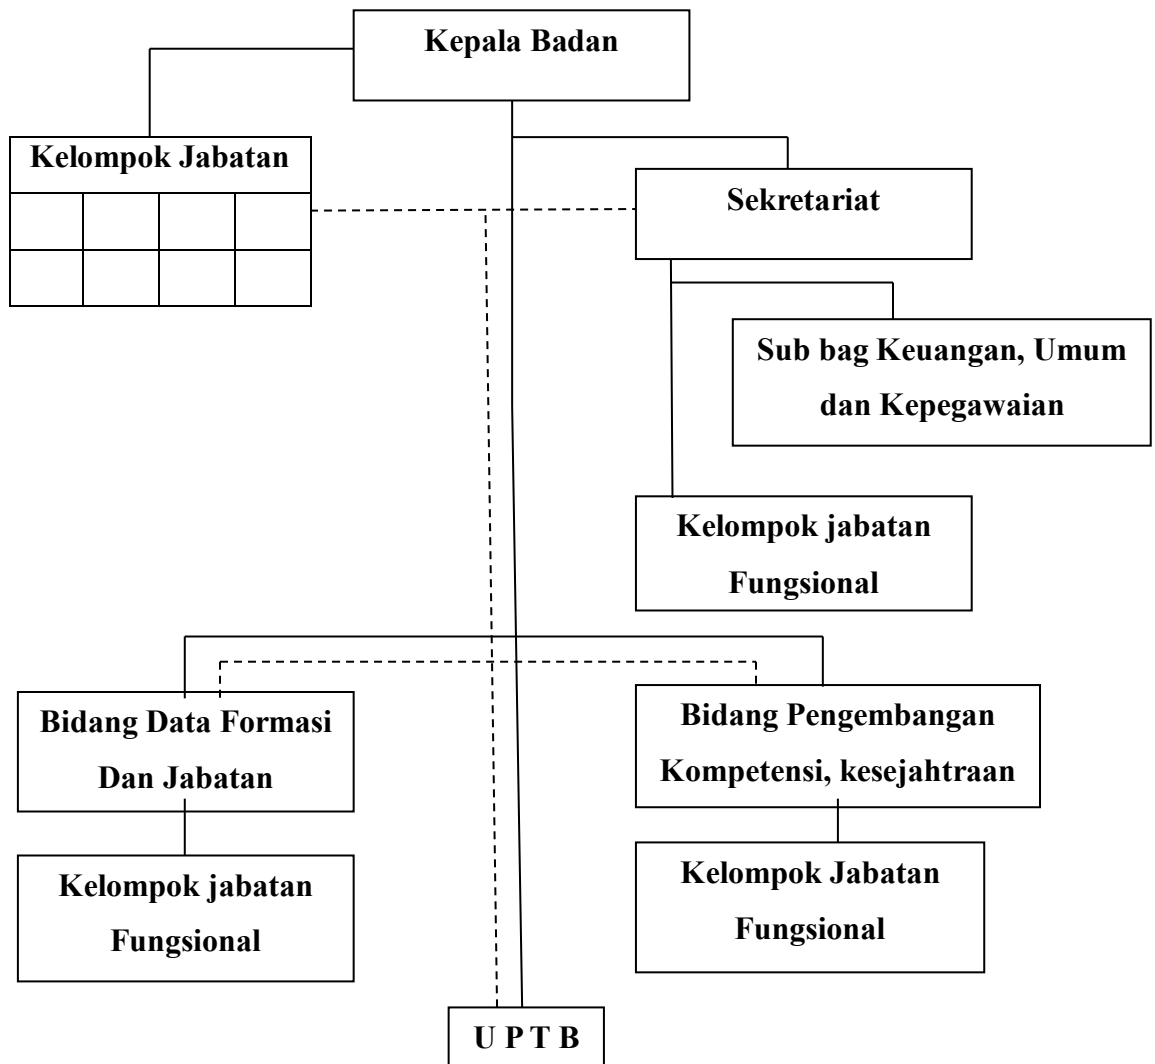 Kepala Badan
Kelompok Jabatan
Sekretariat
Sub bag Keuangan, Umum
dan Kepegawaian
Kelompok jabatan
Fungsional
Bidang Data Formasi
Dan Jabatan
Bidang Pengembangan
Kompetensi, kesejahtraan
Kelompok jabatan
Fungsional
Kelompok Jabatan
Fungsional
U P T B